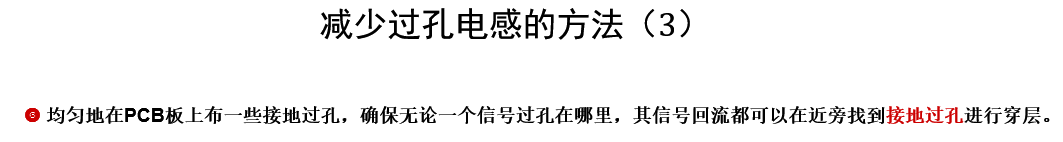 减少过孔电感的方法（3）
均匀地在PCB板上布一些接地过孔，确保无论一个信号过孔在哪里，其信号回流都可以在近旁找到接地过孔进行穿层。